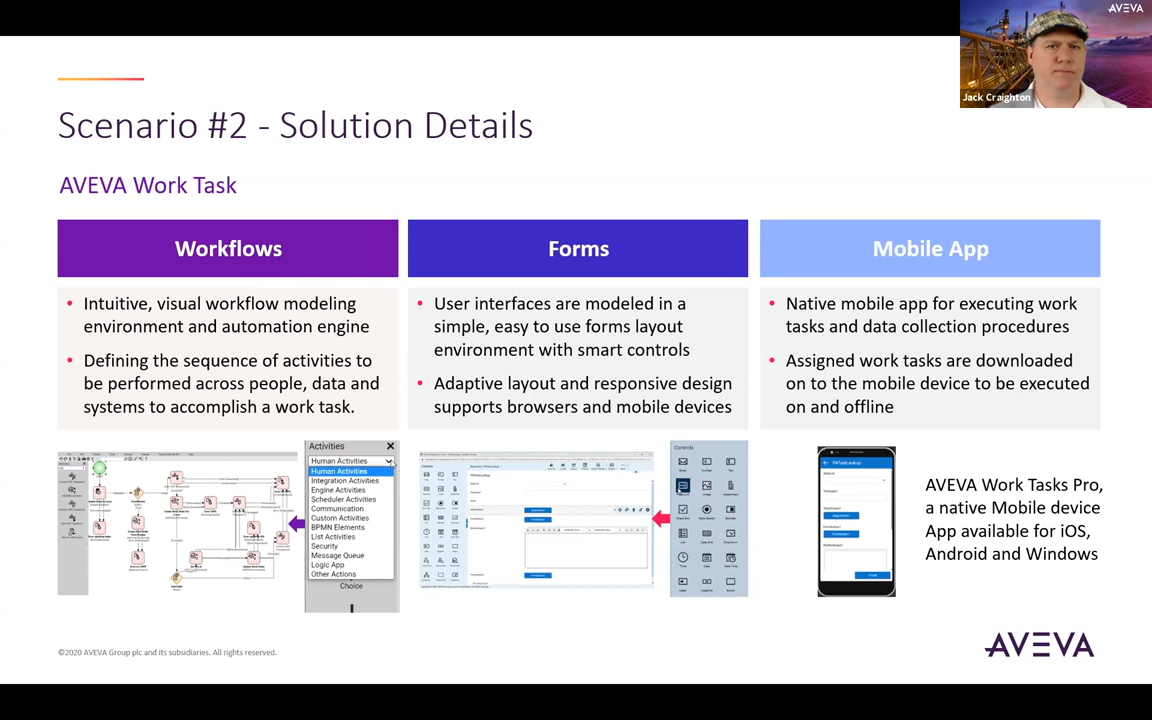 AVEVA
Jack Craighton
Scenario #2 - Solution Details
AVEVA Work Task
Workflows
Intuitive, visual workflow modeling
environment and automation engine
Defining the sequence of activities to
be performed across people, data and
systems to accomplish a work task.
Forms
User interfaces are modeled in a
simple, easy to use forms layout
environment with smart controls
Adaptive layout and responsive design
supports browsers and mobile devices
Mobile App
Native mobile app for executing work
tasks and data collection procedures
Assigned work tasks are downloaded
on to the mobile device to be executed
on and offline
Activities
Human Activities
Human Activities
Integration Activities
Engine Activities
Scheduler Activities
Communication
Custom Activities
BPMN Elements
List Activities
Security
Message Queue
Logic App
Other Actions
Choice
Controls
AVEVA Work Tasks Pro,
a native Mobile device
App available for iOS,
Android and Windows
©2020 AVEVA Group plc and its subsidiaries. All rights reserved.
AVEVA